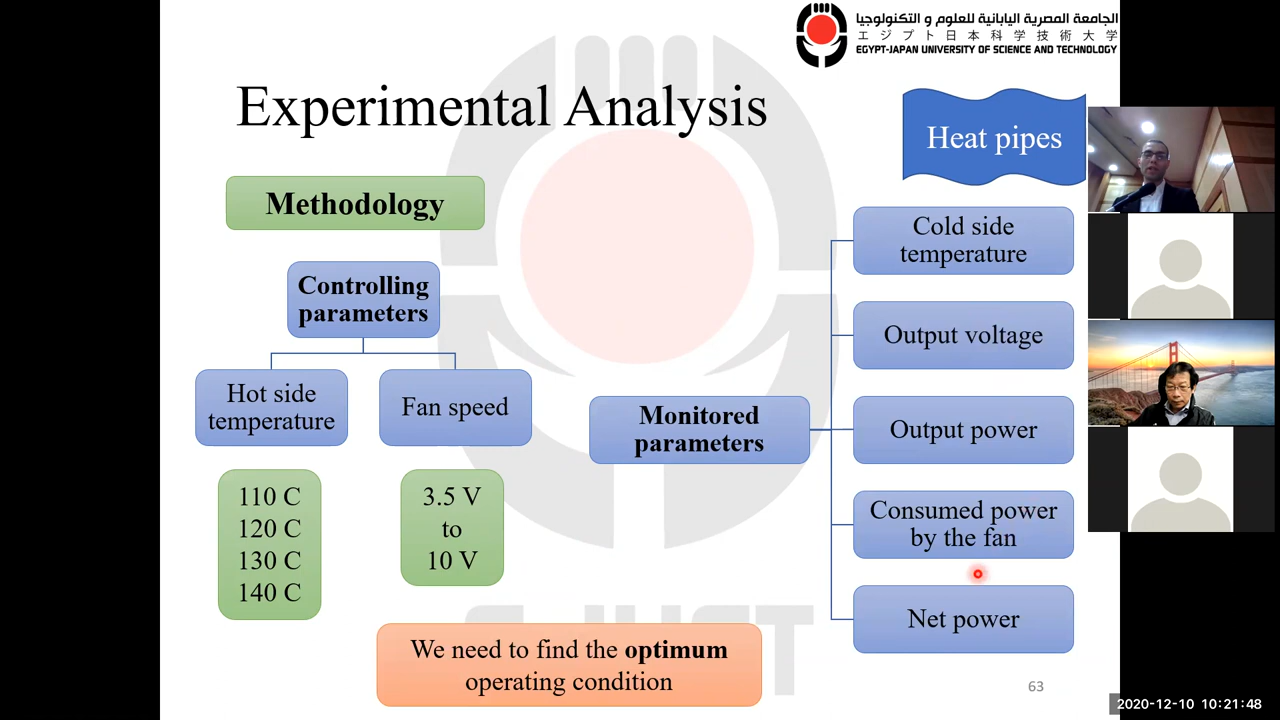 الجامعة المصرية اليابانية للعلوم و التكنولوجيا
エジプト日本科学技術大学
EGYPT-JAPAN UNIVERSITY OF SCIENCE AND TECHNOLOGY
Experimental Analysis
Heat pipes
Methodology
Controlling
parameters
Hot side
temperature
Fan speed
110 C
120 C
130 C
140 C
3.5 V
to
10 V
Monitored
parameters
Cold side
temperature
Output voltage
Output power
Consumed power
by the fan
Net power
We need to find the optimum
operating condition
63
2020-12-10 10:21:48